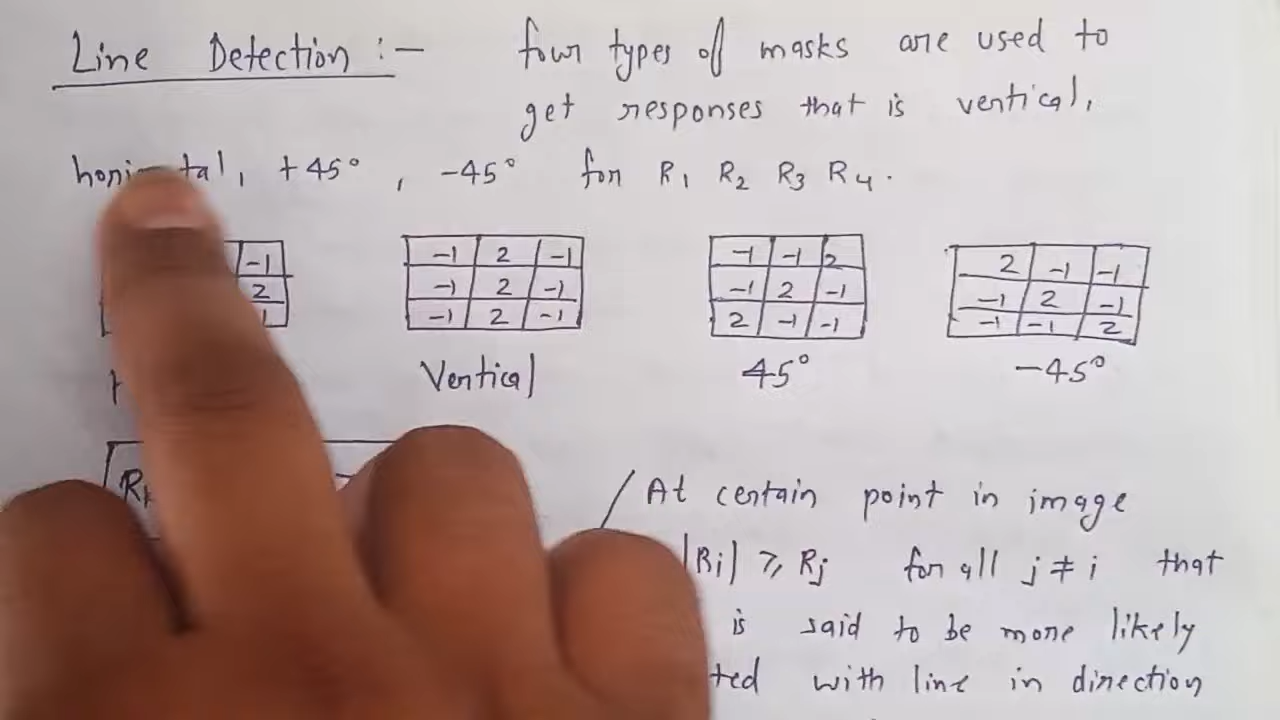 Line Detection :- four types of masks are used to
get responses that is vertical,
horizontal, +45° , -45° for R1 R2 R3 R4.
-1 -1 2 -1 -1 -1 2 2 -1 -1
2 -1 2 -1 -1 2 -1 -1 2 -1
-1 2 -1 2 -1 -1 -1 -1 2
Vertical 45° -45°
At certain point in image
|Ri| ≥ Rj for all j ≠ i that
is said to be more likely
with line in direction